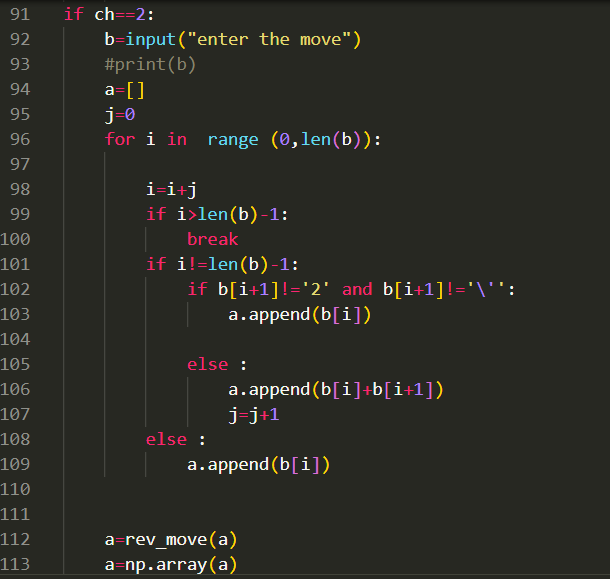 91 if ch==2:
92 b=input("enter the move")
93 #print(b)
94 a=[]
95 j=0
96 for i in  range (0,len(b)):
97
98 i=i+j
99 if i>len(b)-1:
100 break
101 if i!=len(b)-1:
102 if b[i+1]!='2' and b[i+1]!='\'':
103 a.append(b[i])
104
105 else :
106 a.append(b[i]+b[i+1])
107 j=j+1
108 else :
109 a.append(b[i])
110
111
112 a=rev_move(a)
113 a=np.array(a)